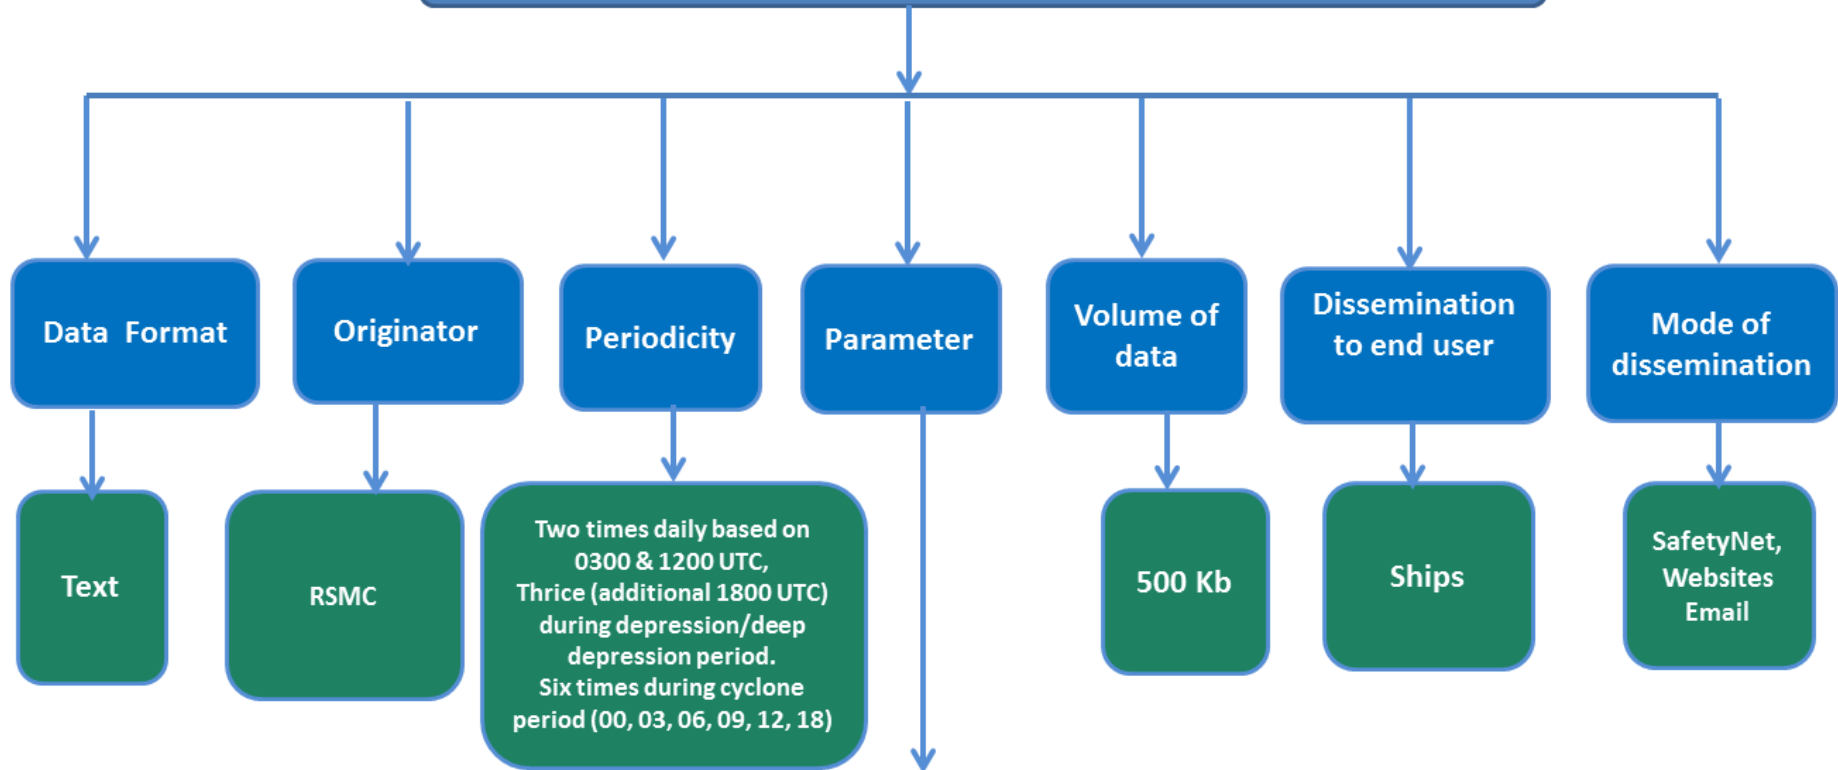 Data Format
Originator
Periodicity
Parameter
Volume of
data
Dissemination
to end user
Mode of
dissemination
Text
RSMC
Two times daily based on
0300 & 1200 UTC,
Thrice (additional 1800 UTC)
during depression/deep
depression period.
Six times during cyclone
period (00, 03, 06, 09, 12, 18)
500 Kb
Ships
SafetyNet,
Websites
Email